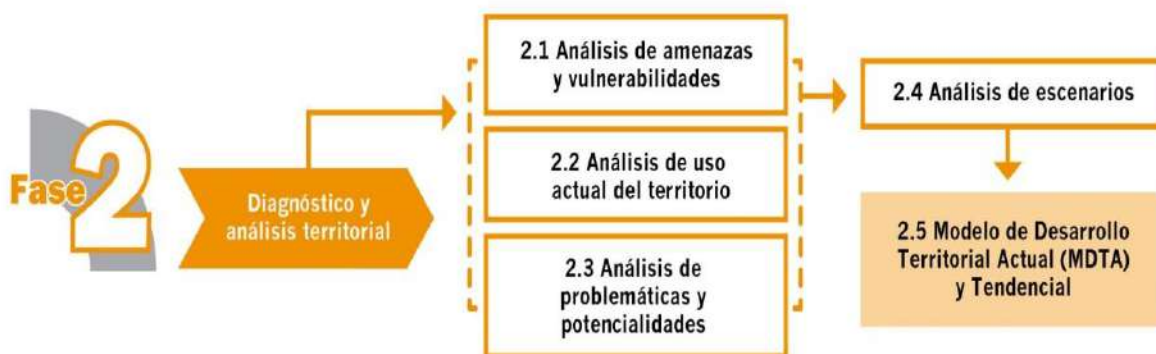 Fase 2
Diagnóstico y
análisis territorial
2.1 Análisis de amenazas
y vulnerabilidades
2.2 Análisis de uso
actual del territorio
2.3 Análisis de
problemáticas y
potencialidades
2.4 Análisis de escenarios
2.5 Modelo de Desarrollo
Territorial Actual (MDTA)
y Tendencial